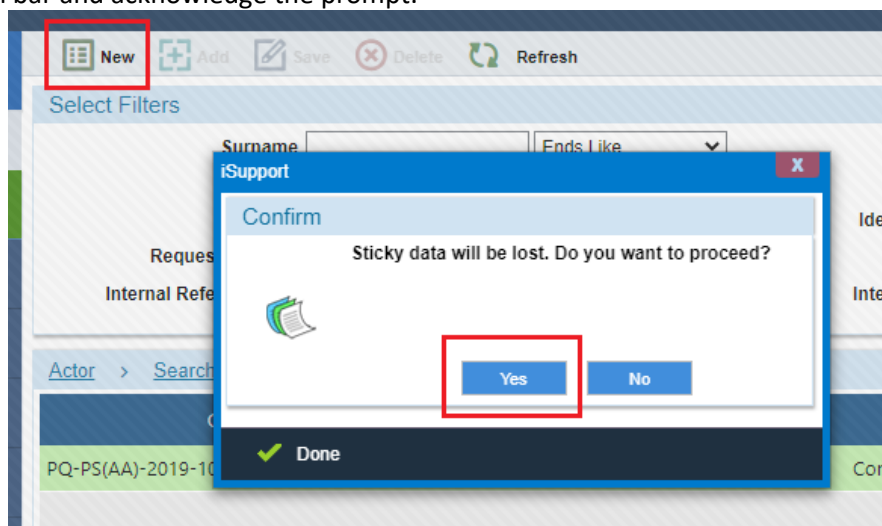 bar and acknowledge the prompt.
New Add Save Delete Refresh
Select Filters
Surname Ends Like
iSupport X
Confirm
Sticky data will be lost. Do you want to proceed?
Reques
Internal Refe
Ide
Inte
Yes No
Actor > Search
Done
PQ-PS(AA)-2019-10
Cor